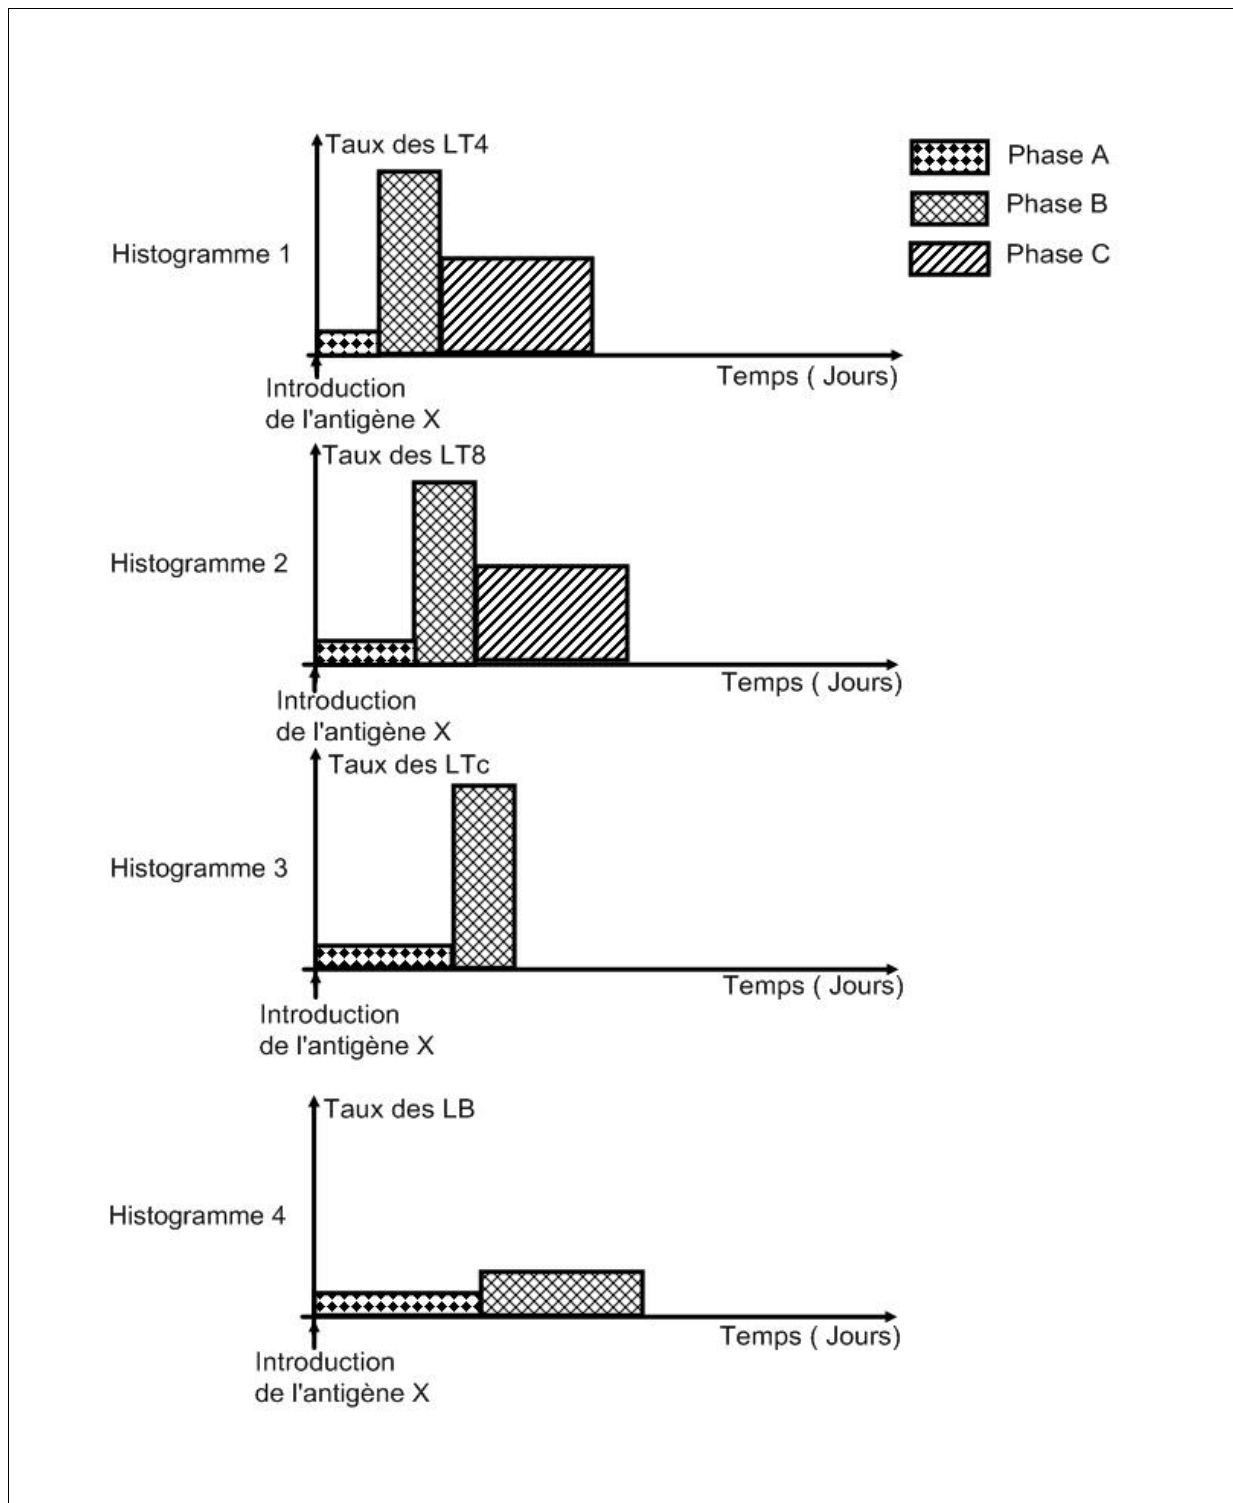 Taux des LT4
Phase A
Phase B
Phase C
Histogramme 1
Temps ( Jours)
Introduction
de l'antigène X
Taux des LT8
Histogramme 2
Temps ( Jours)
Introduction
de l'antigène X
Taux des LTc
Histogramme 3
Temps ( Jours)
Introduction
de l'antigène X
Taux des LB
Histogramme 4
Temps ( Jours)
Introduction
de l'antigène X